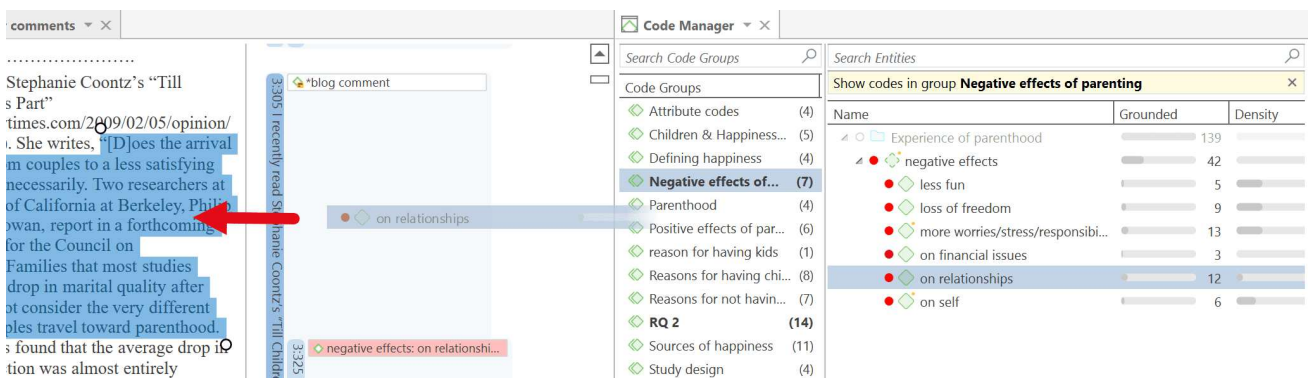 comments
Code Manager
…………………….
Stephanie Coontz’s “Till
s Part”
times.com/2009/02/05/opinion/
. She writes, “[D]oes the arrival
m couples to a less satisfying
necessarily. Two researchers at
of California at Berkeley, Philip
owan, report in a forthcoming
for the Council on
Families that most studies
drop in marital quality after
ot consider the very different
ples travel toward parenthood.
s found that the average drop in
tion was almost entirely
3:305 I recently read Stephanie Coontz’s “Till Childre
*blog comment
on relationships
3:325
negative effects: on relationshi...
Search Code Groups
Code Groups
Attribute codes (4)
Children & Happiness... (5)
Defining happiness (4)
Negative effects of... (7)
Parenthood (4)
Positive effects of par... (6)
reason for having kids (1)
Reasons for having chi... (8)
Reasons for not havin... (7)
RQ 2 (14)
Sources of happiness (11)
Study design (4)
Search Entities
Show codes in group Negative effects of parenting
Name Grounded Density
Experience of parenthood 139
negative effects 42
less fun 5
loss of freedom 9
more worries/stress/responsibi... 13
on financial issues 3
on relationships 12
on self 6